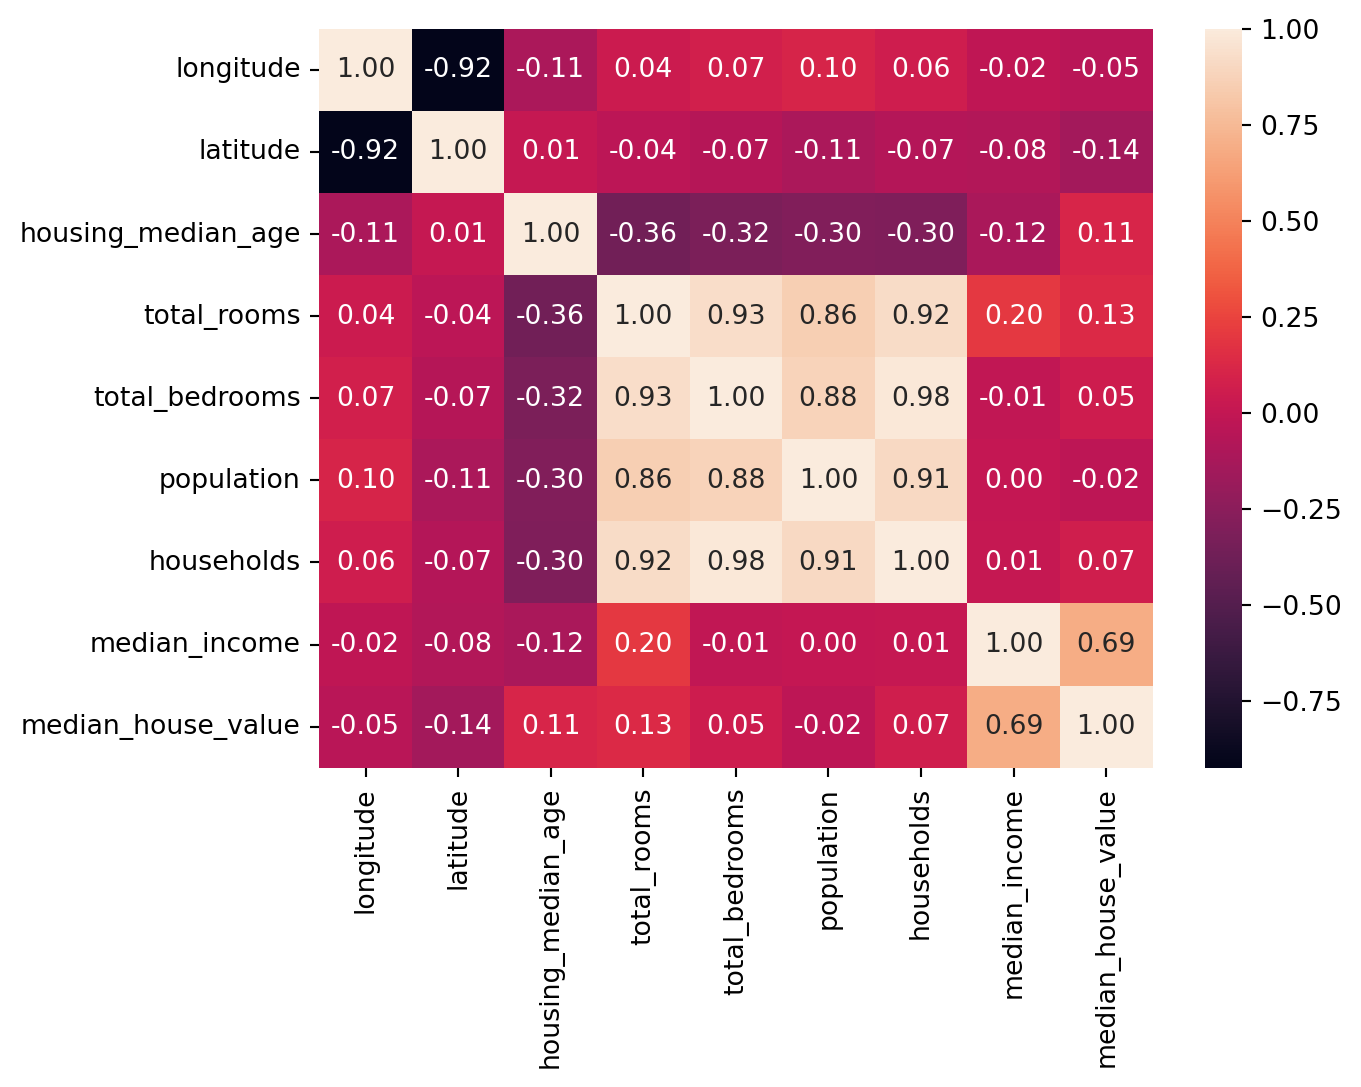 longitude 1.00 -0.92 -0.11 0.04 0.07 0.10 0.06 -0.02 -0.05
latitude -0.92 1.00 0.01 -0.04 -0.07 -0.11 -0.07 -0.08 -0.14
housing_median_age -0.11 0.01 1.00 -0.36 -0.32 -0.30 -0.30 -0.12 0.11
total_rooms 0.04 -0.04 -0.36 1.00 0.93 0.86 0.92 0.20 0.13
total_bedrooms 0.07 -0.07 -0.32 0.93 1.00 0.88 0.98 -0.01 0.05
population 0.10 -0.11 -0.30 0.86 0.88 1.00 0.91 0.00 -0.02
households 0.06 -0.07 -0.30 0.92 0.98 0.91 1.00 0.01 0.07
median_income -0.02 -0.08 -0.12 0.20 -0.01 0.00 0.01 1.00 0.69
median_house_value -0.05 -0.14 0.11 0.13 0.05 -0.02 0.07 0.69 1.00
longitude
latitude
housing_median_age
total_rooms
total_bedrooms
population
households
median_income
median_house_value
1.00
0.75
0.50
0.25
0.00
−0.25
−0.50
−0.75